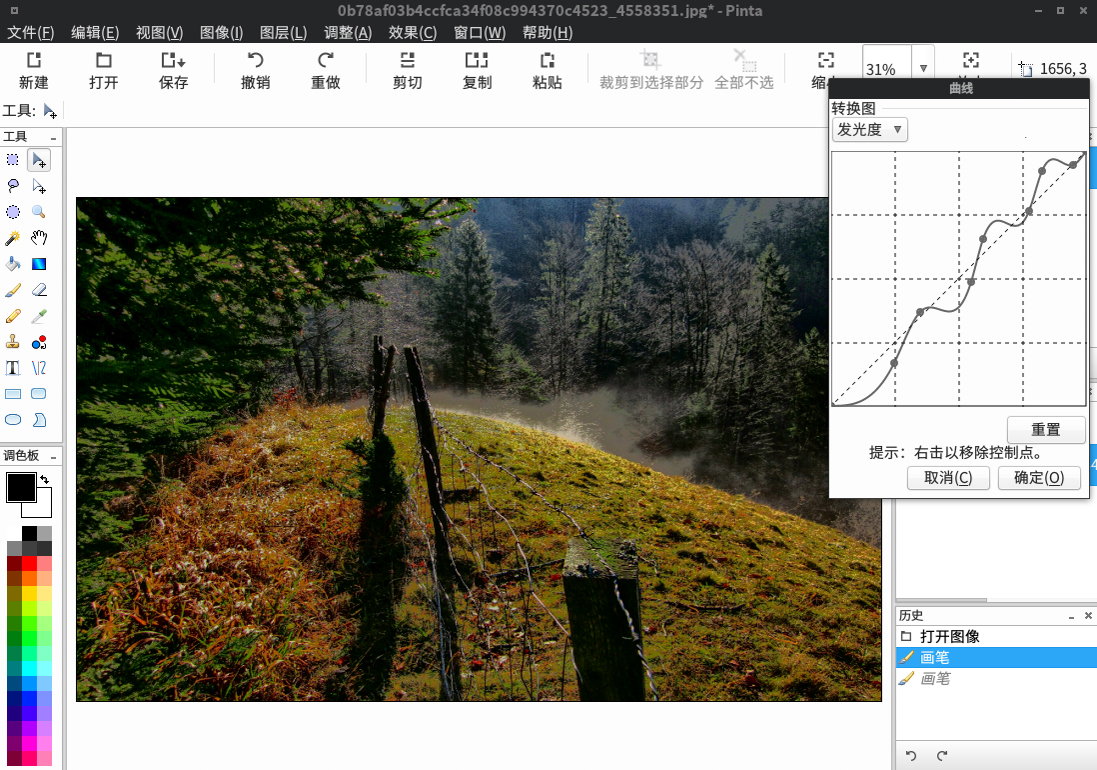 0b78af03b4ccfca34f08c994370c4523_4558351.jpg* - Pinta
文件(F) 编辑(E) 视图(V) 图像(I) 图层(L) 调整(A) 效果(C) 窗口(W) 帮助(H)
新建 打开 保存 撤销 重做 剪切 复制 粘贴 裁剪到选择部分 全部不选 31% 1656, 3
工具:
工具
调色板
曲线
转换图
发光度
重置
提示：右击以移除控制点。
取消(C) 确定(O)
历史
打开图像
画笔
画笔